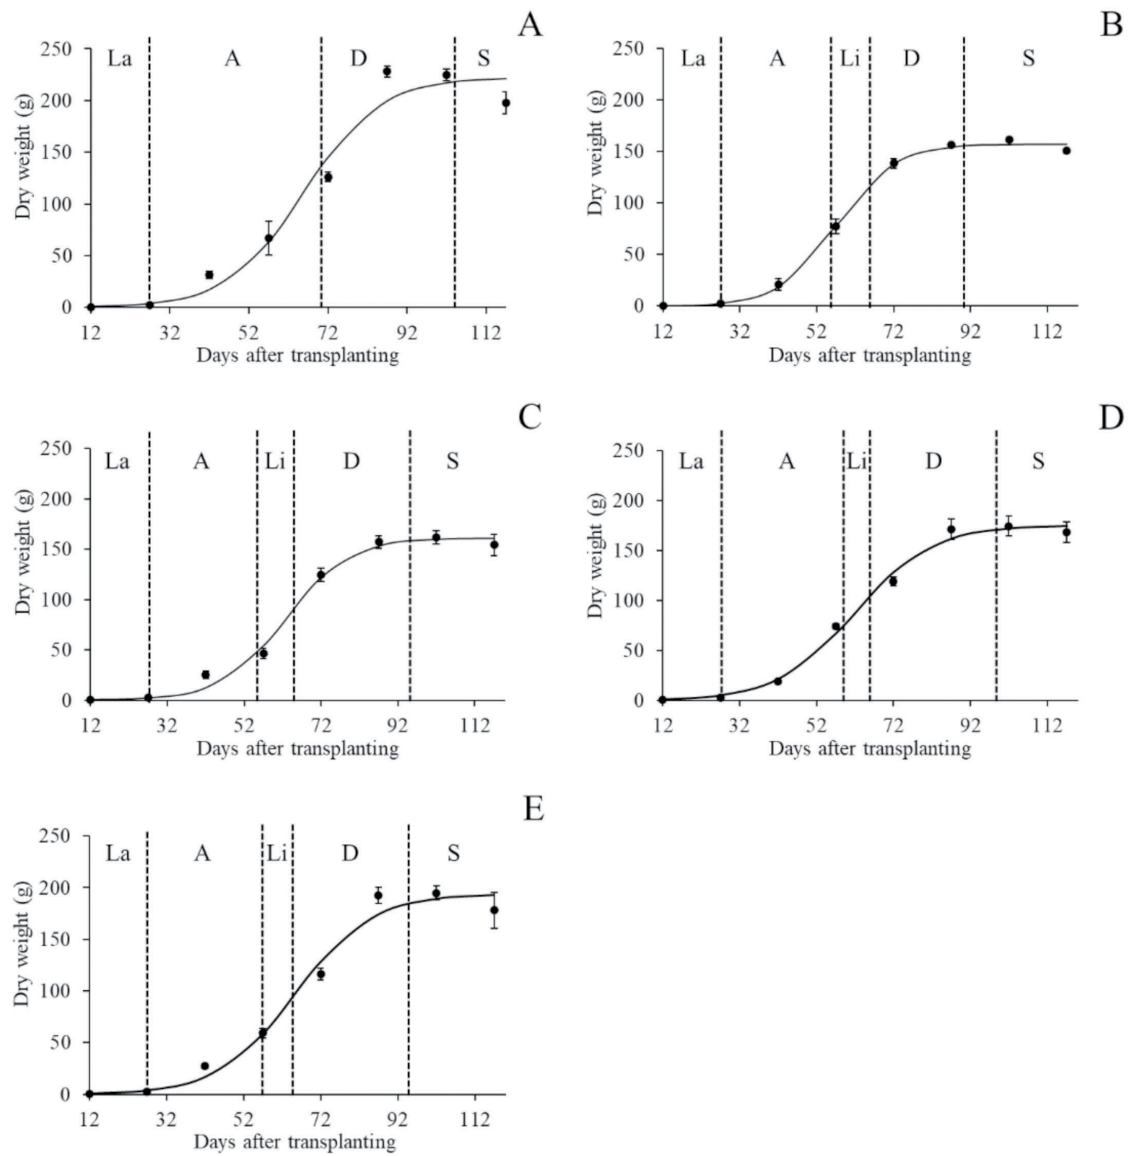 A
La A D S
250
200
150
100
50
0
Dry weight (g)
12 32 52 72 92 112
Days after transplanting
B
La A Li D S
250
200
150
100
50
0
Dry weight (g)
12 32 52 72 92 112
Days after transplanting
C
La A Li D S
250
200
150
100
50
0
Dry weight (g)
12 32 52 72 92 112
Days after transplanting
D
La A Li D S
250
200
150
100
50
0
Dry weight (g)
12 32 52 72 92 112
Days after transplanting
E
La A Li D S
250
200
150
100
50
0
Dry weight (g)
12 32 52 72 92 112
Days after transplanting